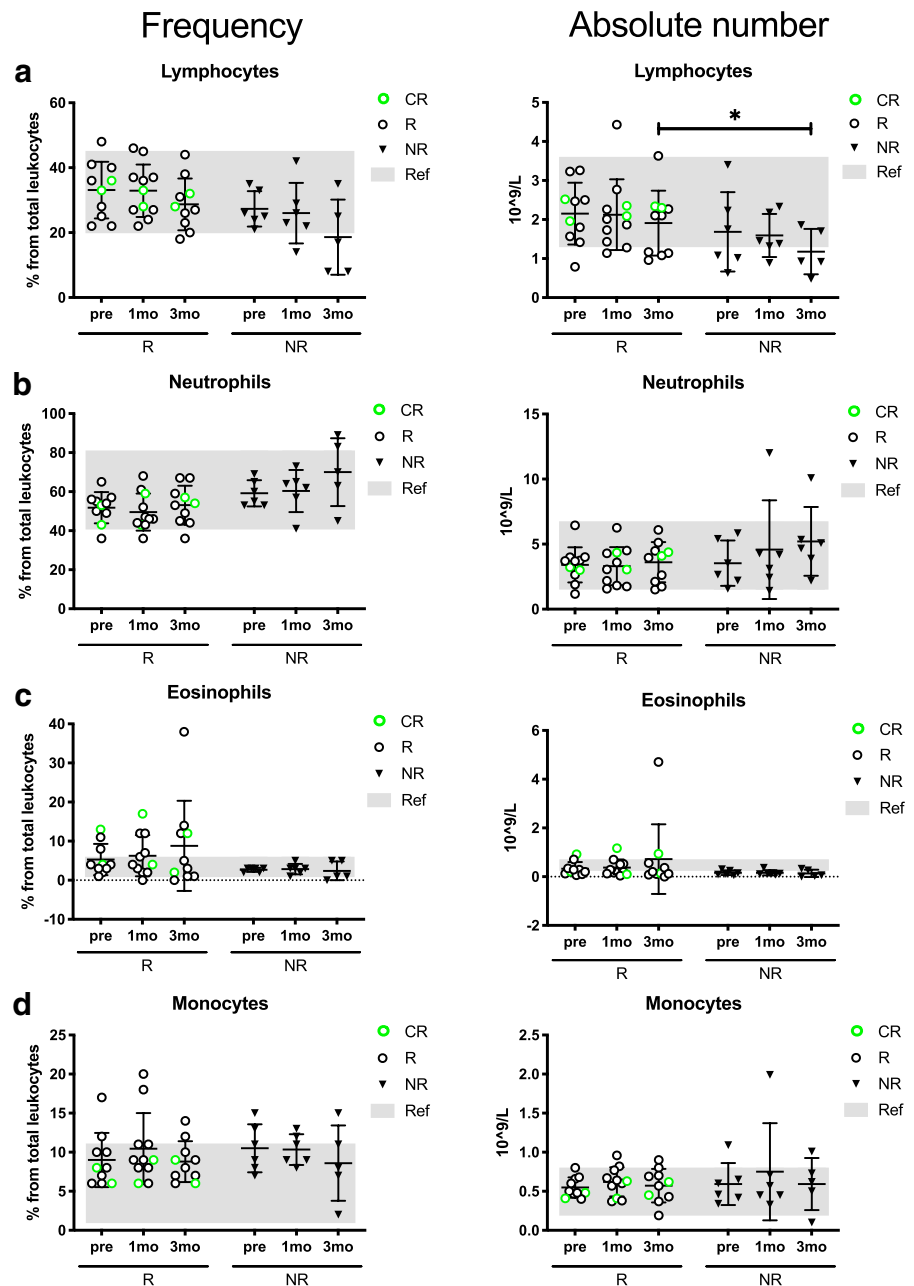 Frequency
Absolute number
a
Lymphocytes
% from total leukocytes
60
40
20
0
pre 1mo 3mo pre 1mo 3mo
R NR
CR
R
NR
Ref
Lymphocytes
10^9/L
5
4
3
2
1
0
*
pre 1mo 3mo pre 1mo 3mo
R NR
CR
R
NR
Ref
b
Neutrophils
% from total leukocytes
100
80
60
40
20
0
pre 1mo 3mo pre 1mo 3mo
R NR
CR
R
NR
Ref
Neutrophils
10^9/L
15
10
5
0
pre 1mo 3mo pre 1mo 3mo
R NR
CR
R
NR
Ref
c
Eosinophils
% from total leukocytes
40
30
20
10
0
-10
pre 1mo 3mo pre 1mo 3mo
R NR
CR
R
NR
Ref
Eosinophils
10^9/L
6
4
2
0
-2
pre 1mo 3mo pre 1mo 3mo
R NR
CR
R
NR
Ref
d
Monocytes
% from total leukocytes
25
20
15
10
5
0
pre 1mo 3mo pre 1mo 3mo
R NR
CR
R
NR
Ref
Monocytes
10^9/L
2.5
2.0
1.5
1.0
0.5
0.0
pre 1mo 3mo pre 1mo 3mo
R NR
CR
R
NR
Ref